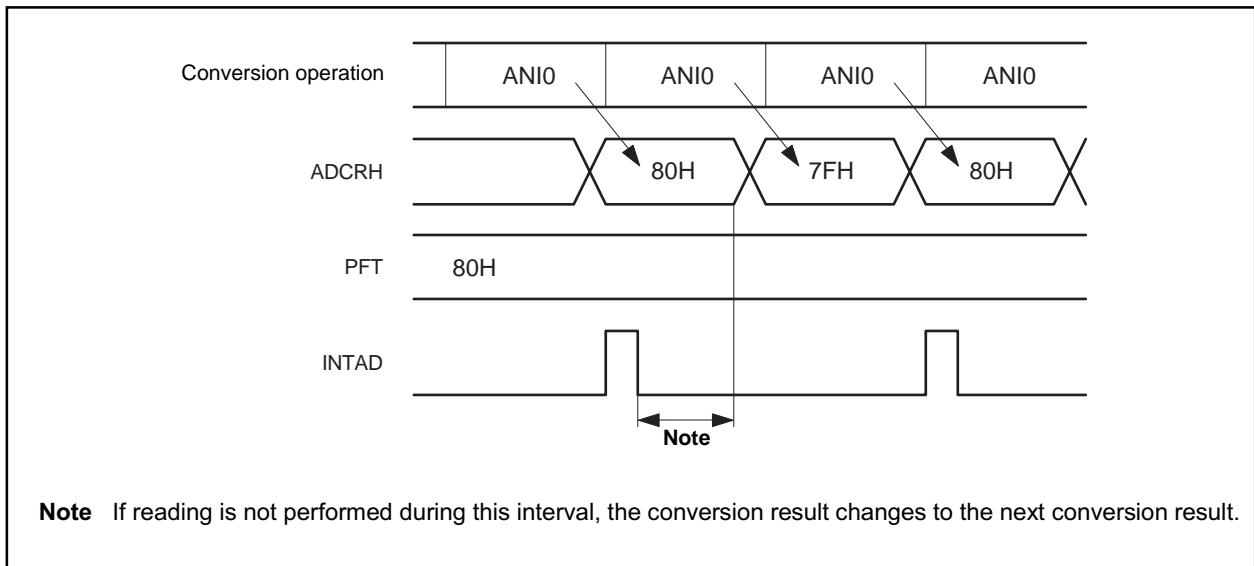 Conversion operation ANI0 ANI0 ANI0 ANI0
ADCRH 80H 7FH 80H
PFT 80H
INTAD
Note
Note If reading is not performed during this interval, the conversion result changes to the next conversion result.